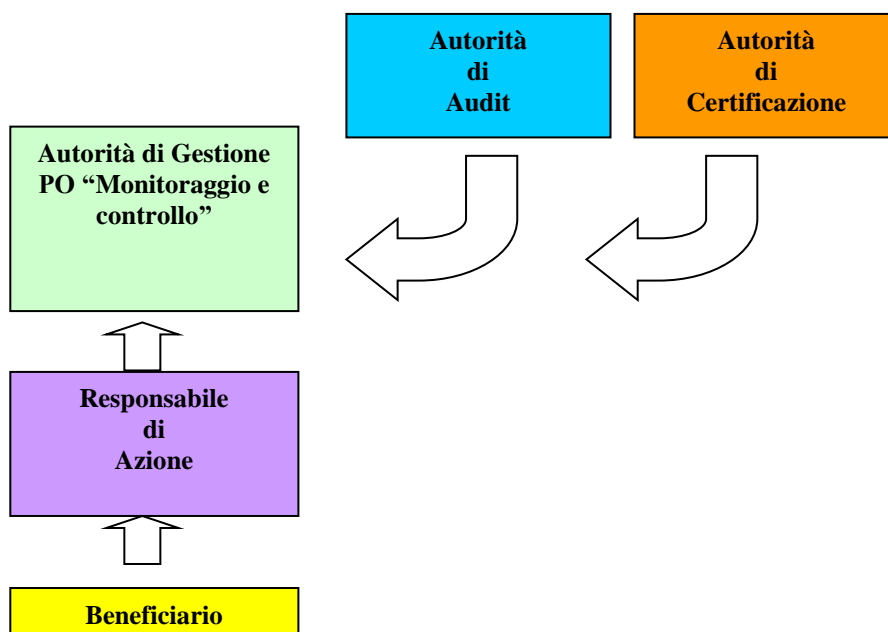 Autorità
di
Audit
Autorità
di
Certificazione
Autorità di Gestione
PO “Monitoraggio e
controllo”
Responsabile
di
Azione
Beneficiario